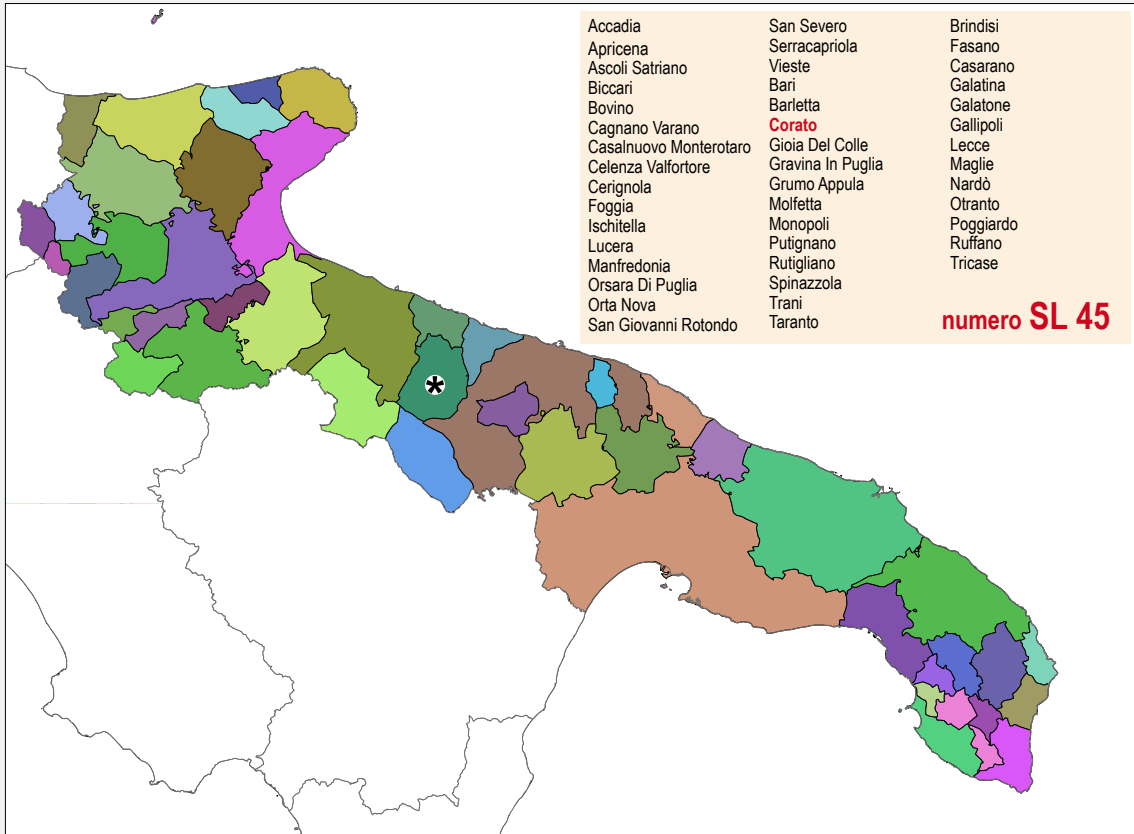 Accadia
Apricena
Ascoli Satriano
Biccari
Bovino
Cagnano Varano
Casalnuovo Monterotaro
Celenza Valfortore
Cerignola
Foggia
Ischitella
Lucera
Manfredonia
Orsara Di Puglia
Orta Nova
San Giovanni Rotondo
San Severo
Serracapriola
Vieste
Bari
Barletta
Corato
Gioia Del Colle
Gravina In Puglia
Grumo Appula
Molfetta
Monopoli
Putignano
Rutigliano
Spinazzola
Trani
Taranto
Brindisi
Fasano
Casarano
Galatina
Galatone
Gallipoli
Lecce
Maglie
Nardò
Otranto
Poggiardo
Ruffano
Tricase
numero SL 45
*